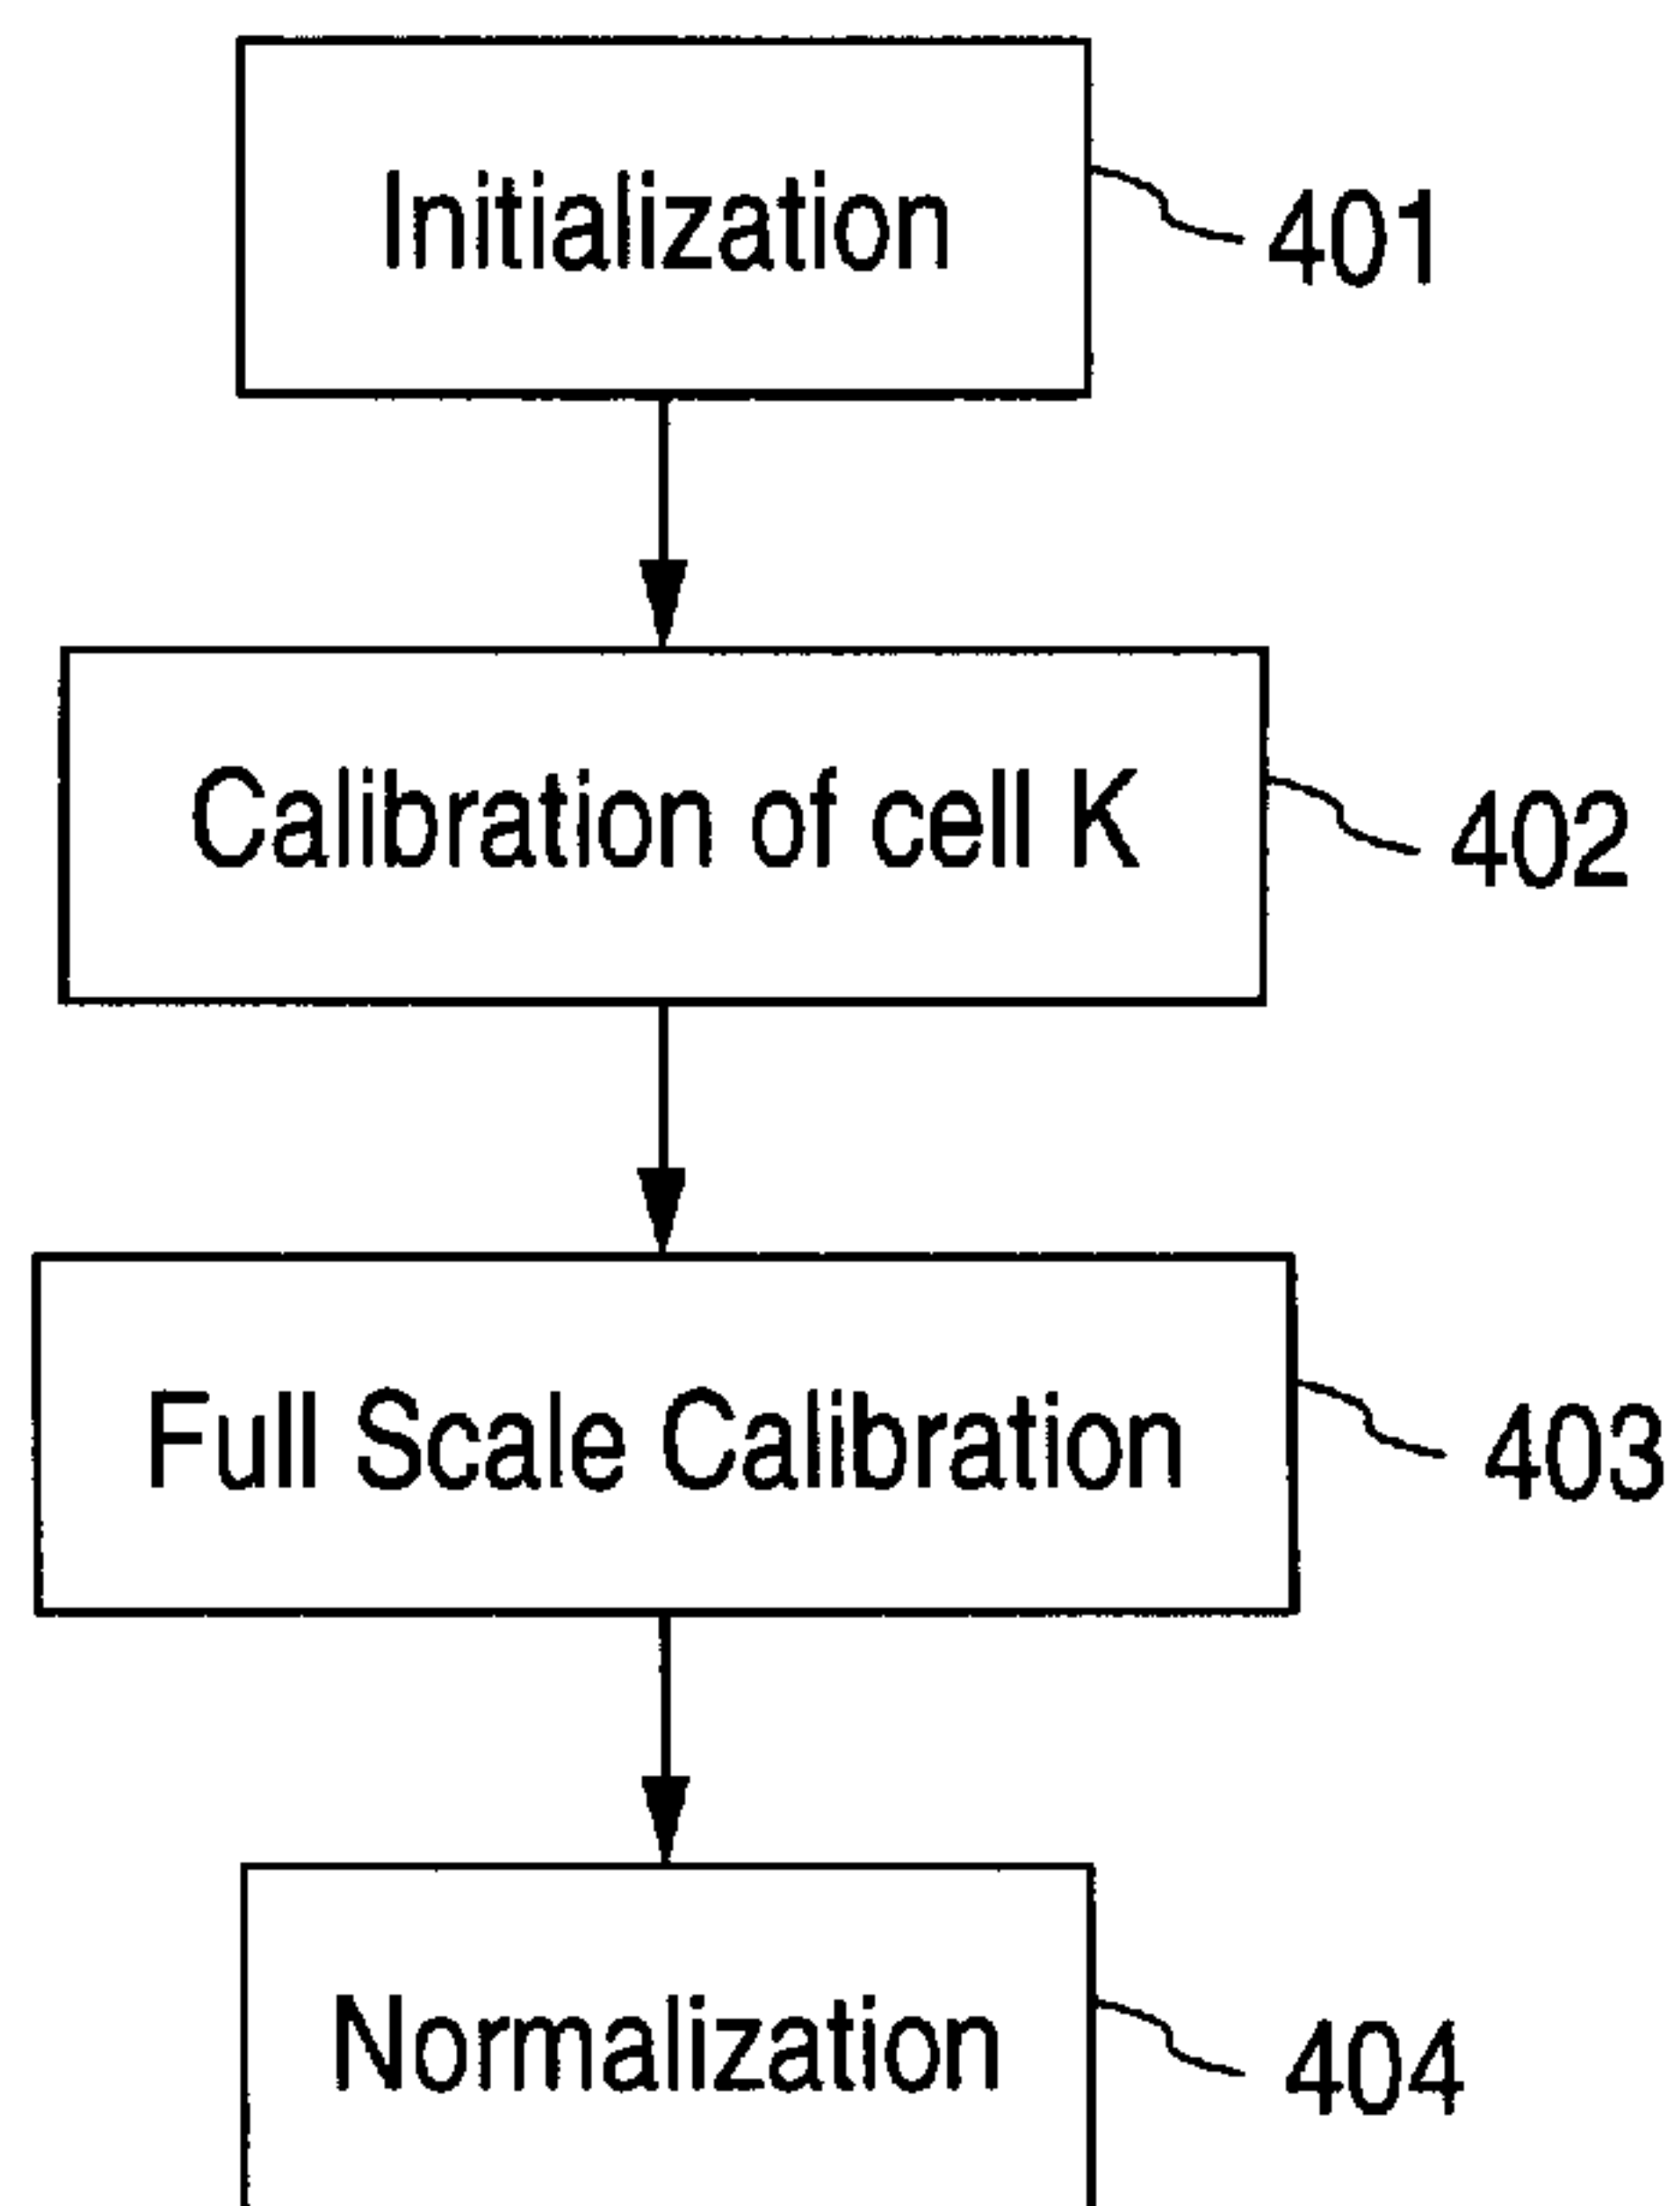 Initialization
401
Calibration of cell K
402
Full Scale Calibration
403
Normalization
404